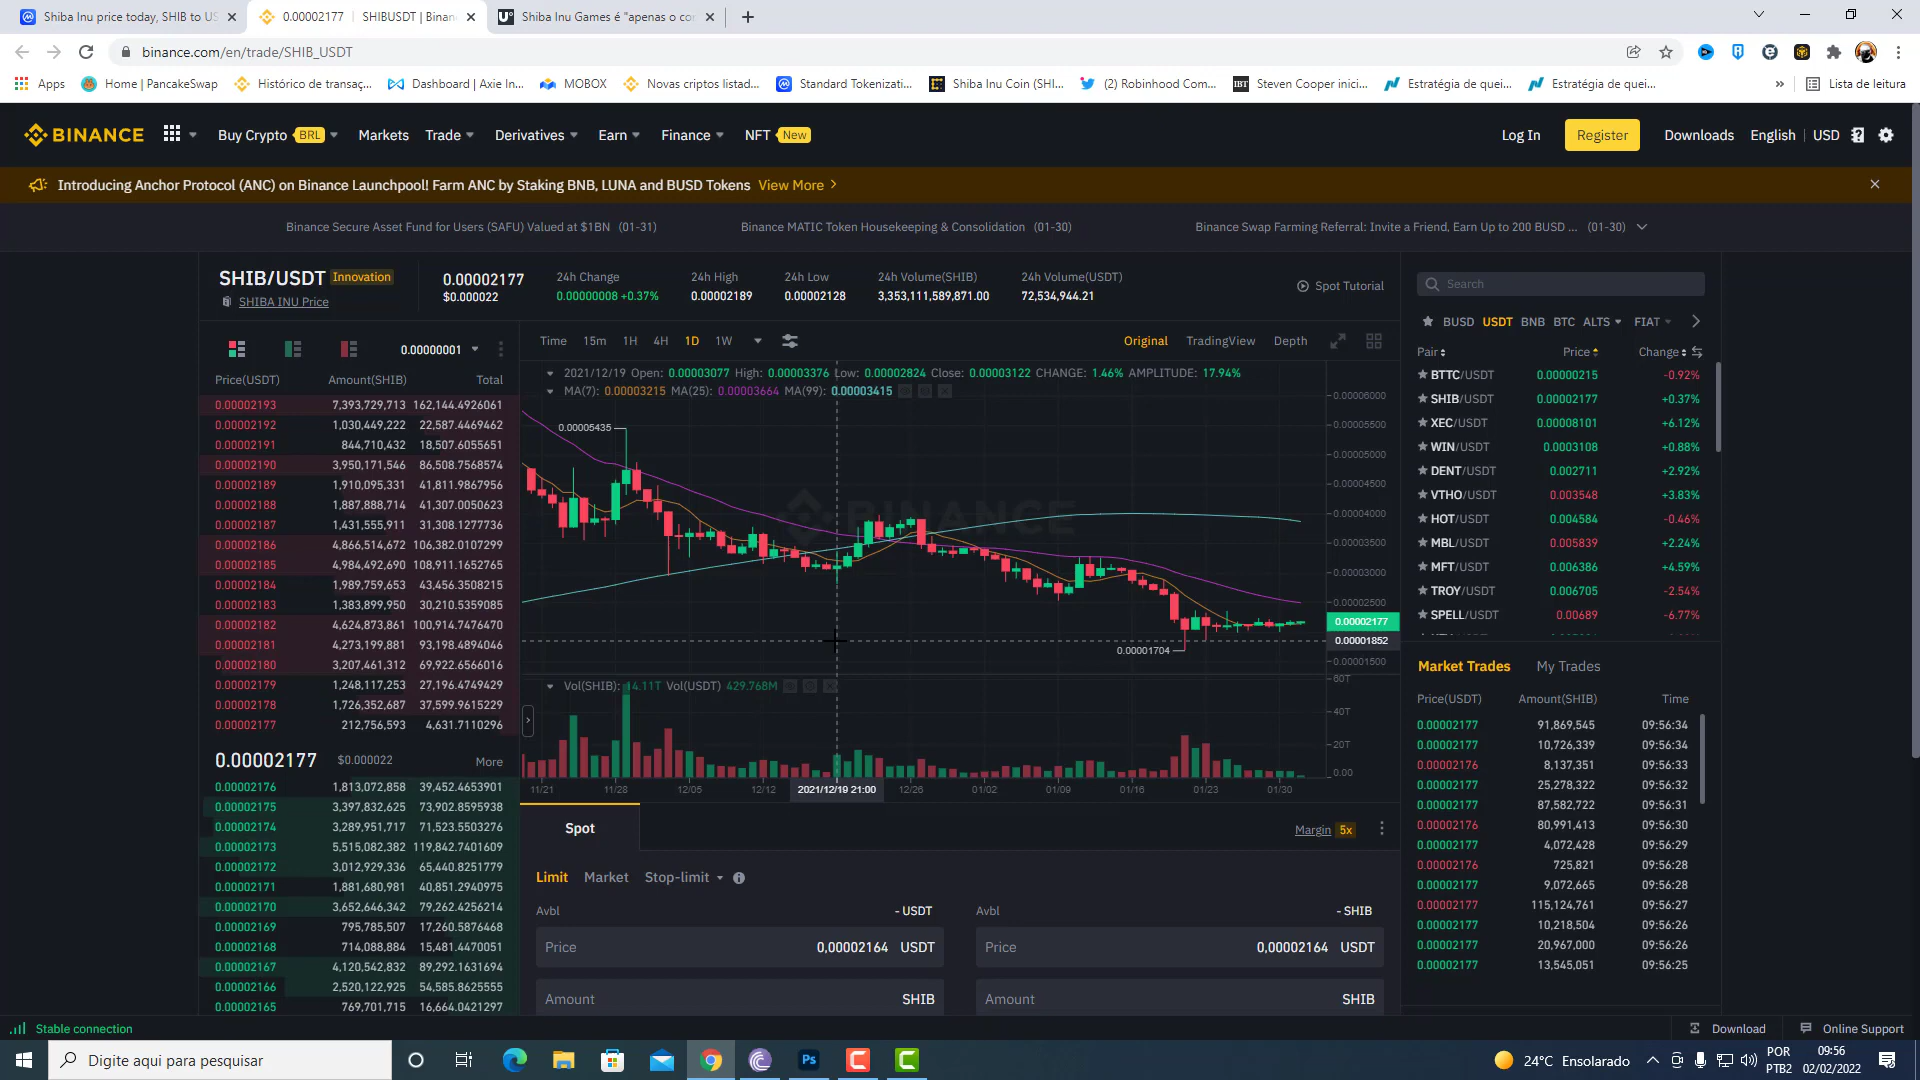 Shiba Inu price today, SHIB to US
0.00002177 SHIBUSDT | Binan
Shiba Inu Games é "apenas o co
binance.com/en/trade/SHIB_USDT
Apps
Home | PancakeSwap
Histórico de transaç...
Dashboard | Axie In...
MOBOX
Novas criptos listad...
Standard Tokenizati...
Shiba Inu Coin (SHI...
(2) Robinhood Com...
Steven Cooper inici...
Estratégia de quei...
Estratégia de quei...
»
Lista de leitura
BINANCE
Buy Crypto BRL
Markets
Trade
Derivatives
Earn
Finance
NFT New
Log In
Register
Downloads
English
USD
Introducing Anchor Protocol (ANC) on Binance Launchpool! Farm ANC by Staking BNB, LUNA and BUSD Tokens View More
Binance Secure Asset Fund for Users (SAFU) Valued at $1BN (01-31)
Binance MATIC Token Housekeeping & Consolidation (01-30)
Binance Swap Farming Referral: Invite a Friend, Earn Up to 200 BUSD ... (01-30)
SHIB/USDT Innovation
SHIBA INU Price
0.00002177
$0.000022
24h Change
0.00000008 +0.37%
24h High
0.00002189
24h Low
0.00002128
24h Volume(SHIB)
3,353,111,589,871.00
24h Volume(USDT)
72,534,944.21
Spot Tutorial
0.00000001
Price(USDT) Amount(SHIB) Total
0.00002193 7,393,729,713 162,144.4926061
0.00002192 1,030,449,222 22,587.4469462
0.00002191 844,710,432 18,507.6055651
0.00002190 3,950,171,546 86,508.7568574
0.00002189 1,910,095,331 41,811.9867956
0.00002188 1,887,888,714 41,307.0050623
0.00002187 1,431,555,911 31,308.1277736
0.00002186 4,866,514,672 106,382.0107299
0.00002185 4,984,492,690 108,911.1652765
0.00002184 1,989,759,653 43,456.3508215
0.00002183 1,383,899,950 30,210.5359085
0.00002182 4,624,873,861 100,914.7476470
0.00002181 4,273,199,881 93,198.4894046
0.00002180 3,207,461,312 69,922.6566016
0.00002179 1,248,117,253 27,196.4749429
0.00002178 1,726,352,687 37,599.9615229
0.00002177 212,756,593 4,631.7110296
0.00002177 $0.000022 More
0.00002176 1,813,072,858 39,452.4653901
0.00002175 3,397,832,625 73,902.8595938
0.00002174 3,289,951,717 71,523.5503276
0.00002173 5,515,082,382 119,842.7401609
0.00002172 3,012,929,336 65,440.8251779
0.00002171 1,881,680,981 40,851.2940975
0.00002170 3,652,646,342 79,262.4256214
0.00002169 795,785,507 17,260.5876468
0.00002168 714,088,884 15,481.4470051
0.00002167 4,120,542,832 89,292.1631694
0.00002166 2,520,122,925 54,585.8625555
0.00002165 769,701,715 16,664.0421297
Time 15m 1H 4H 1D 1W
Original TradingView Depth
2021/12/19 Open: 0.00003077 High: 0.00003376 Low: 0.00002824 Close: 0.00003122 CHANGE: 1.46% AMPLITUDE: 17.94%
MA(7): 0.00003215 MA(25): 0.00003664 MA(99): 0.00003415
0.00005435
BINANCE
0.00001704
0.00006000
0.00005500
0.00005000
0.00004500
0.00004000
0.00003500
0.00003000
0.00002500
0.00002177
0.00001852
0.00001500
Vol(SHIB): 14.11T Vol(USDT) 429.768M
60T
40T
20T
0.00
11/21 11/28 12/05 12/12 2021/12/19 21:00 12/26 01/02 01/09 01/16 01/23 01/30
Spot
Margin 5x
Limit Market Stop-limit
Avbl - USDT
Price 0,00002164 USDT
Amount SHIB
Avbl - SHIB
Price 0,00002164 USDT
Amount SHIB
Search
BUSD USDT BNB BTC ALTS FIAT
Pair Price Change
BTTC/USDT 0.00000215 -0.92%
SHIB/USDT 0.00002177 +0.37%
XEC/USDT 0.00008101 +6.12%
WIN/USDT 0.0003108 +0.88%
DENT/USDT 0.002711 +2.92%
VTHO/USDT 0.003548 +3.83%
HOT/USDT 0.004584 -0.46%
MBL/USDT 0.005839 +2.24%
MFT/USDT 0.006386 +4.59%
TROY/USDT 0.006705 -2.54%
SPELL/USDT 0.00689 -6.77%
Market Trades My Trades
Price(USDT) Amount(SHIB) Time
0.00002177 91,869,545 09:56:34
0.00002177 10,726,339 09:56:34
0.00002176 8,137,351 09:56:33
0.00002177 25,278,322 09:56:32
0.00002177 87,582,722 09:56:31
0.00002176 80,991,413 09:56:30
0.00002177 4,072,428 09:56:29
0.00002176 725,821 09:56:28
0.00002177 9,072,665 09:56:28
0.00002177 115,124,761 09:56:27
0.00002177 10,218,504 09:56:26
0.00002177 20,967,000 09:56:26
0.00002177 13,545,051 09:56:25
Stable connection
Download
Online Support
Digite aqui para pesquisar
Ps
24°C Ensolarado
POR
PTB2
09:56
02/02/2022